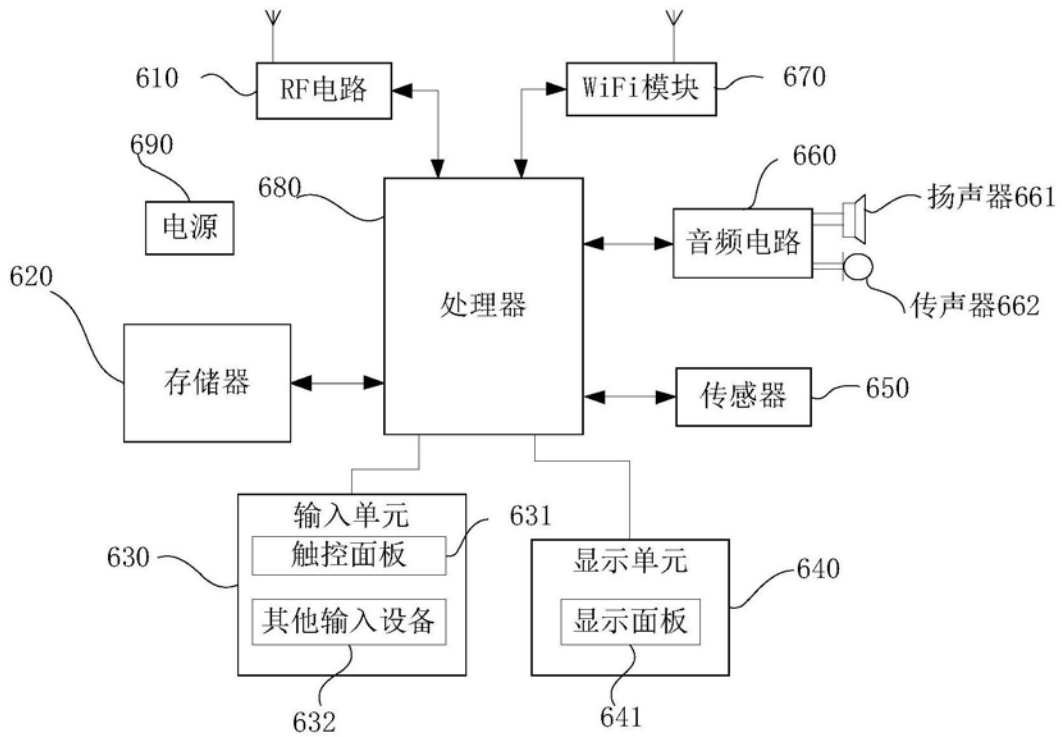 610
RF电路
WiFi模块
670
690
电源
680
660
音频电路
扬声器661
620
存储器
处理器
传声器662
传感器
650
输入单元
631
630
触控面板
其他输入设备
632
显示单元
640
显示面板
641